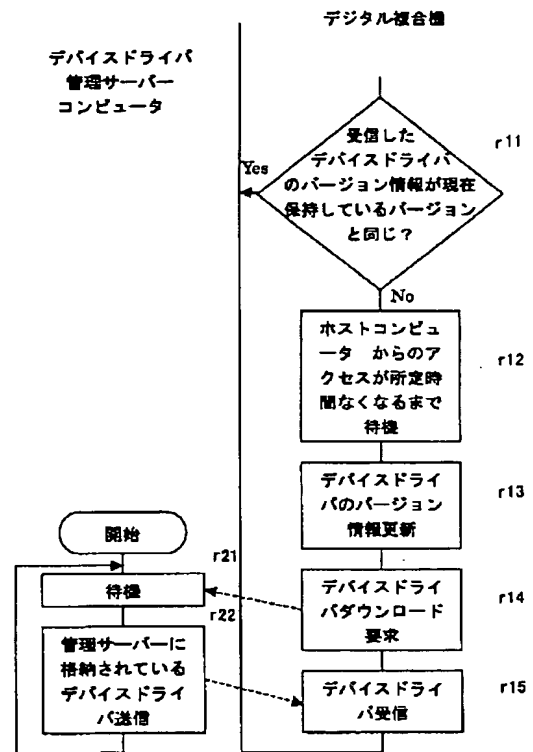 デジタル複合機
デバイスドライバ
管理サーバー
コンピュータ
受信した
デバイスドライバ
のバージョン情報が現在
保持しているバージョン
と同じ？
r11
Yes
No
ホストコンピュ
ータ　からのア
クセスが所定時
間なくなるまで
待機
r12
デバイスドライ
バのバージョン
情報更新
r13
開始
r21
待機
デバイスドライ
バダウンロード
要求
r14
r22
管理サーバーに
格納されている
デバイスドライ
バ送信
デバイスドライ
バ受信
r15